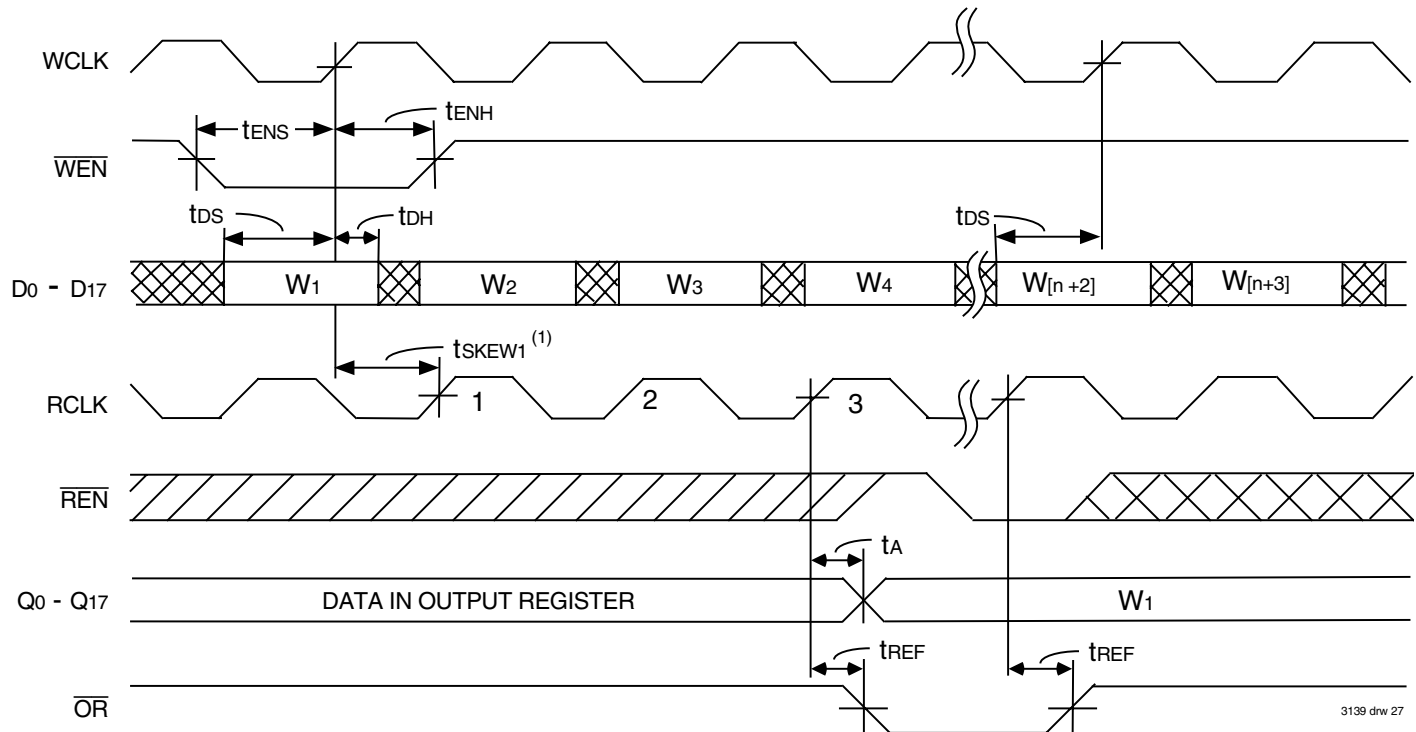 WCLK
tENS
tENH
WEN
tDS
tDH
tDS
D0 - D17
W1
W2
W3
W4
W[n +2]
W[n+3]
tSKEW1 (1)
RCLK
1
2
3
REN
tA
Q0 - Q17
DATA IN OUTPUT REGISTER
W1
tREF
tREF
OR
3139 drw 27